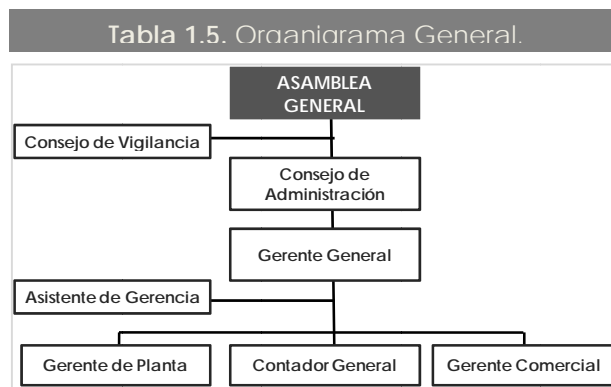 Tabla 1.5. Organigrama General.
ASAMBLEA
GENERAL
Consejo de Vigilancia
Consejo de
Administración
Gerente General
Asistente de Gerencia
Gerente de Planta
Contador General
Gerente Comercial